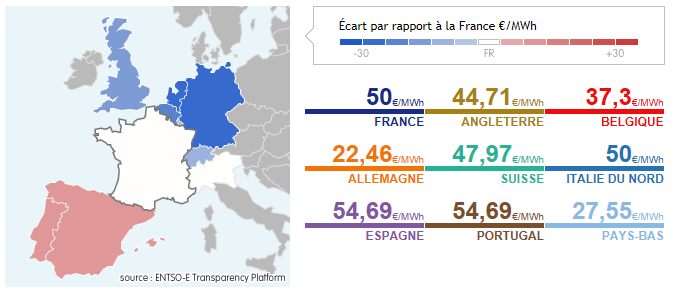 Écart par rapport à la France €/MWh
-30 FR +30
50€/MWh 44,71€/MWh 37,3€/MWh
FRANCE ANGLETERRE BELGIQUE
22,46€/MWh 47,97€/MWh 50€/MWh
ALLEMAGNE SUISSE ITALIE DU NORD
54,69€/MWh 54,69€/MWh 27,55€/MWh
ESPAGNE PORTUGAL PAYS-BAS
source : ENTSO-E Transparency Platform